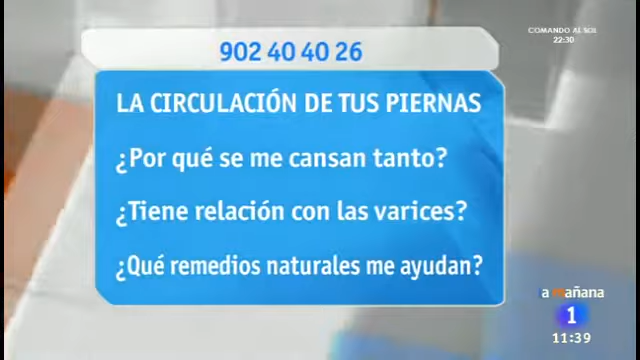 COMANDO AL SOL
22:30
902 40 40 26
LA CIRCULACIÓN DE TUS PIERNAS
¿Por qué se me cansan tanto?
¿Tiene relación con las varices?
¿Qué remedios naturales me ayudan?
la mañana
1
11:39